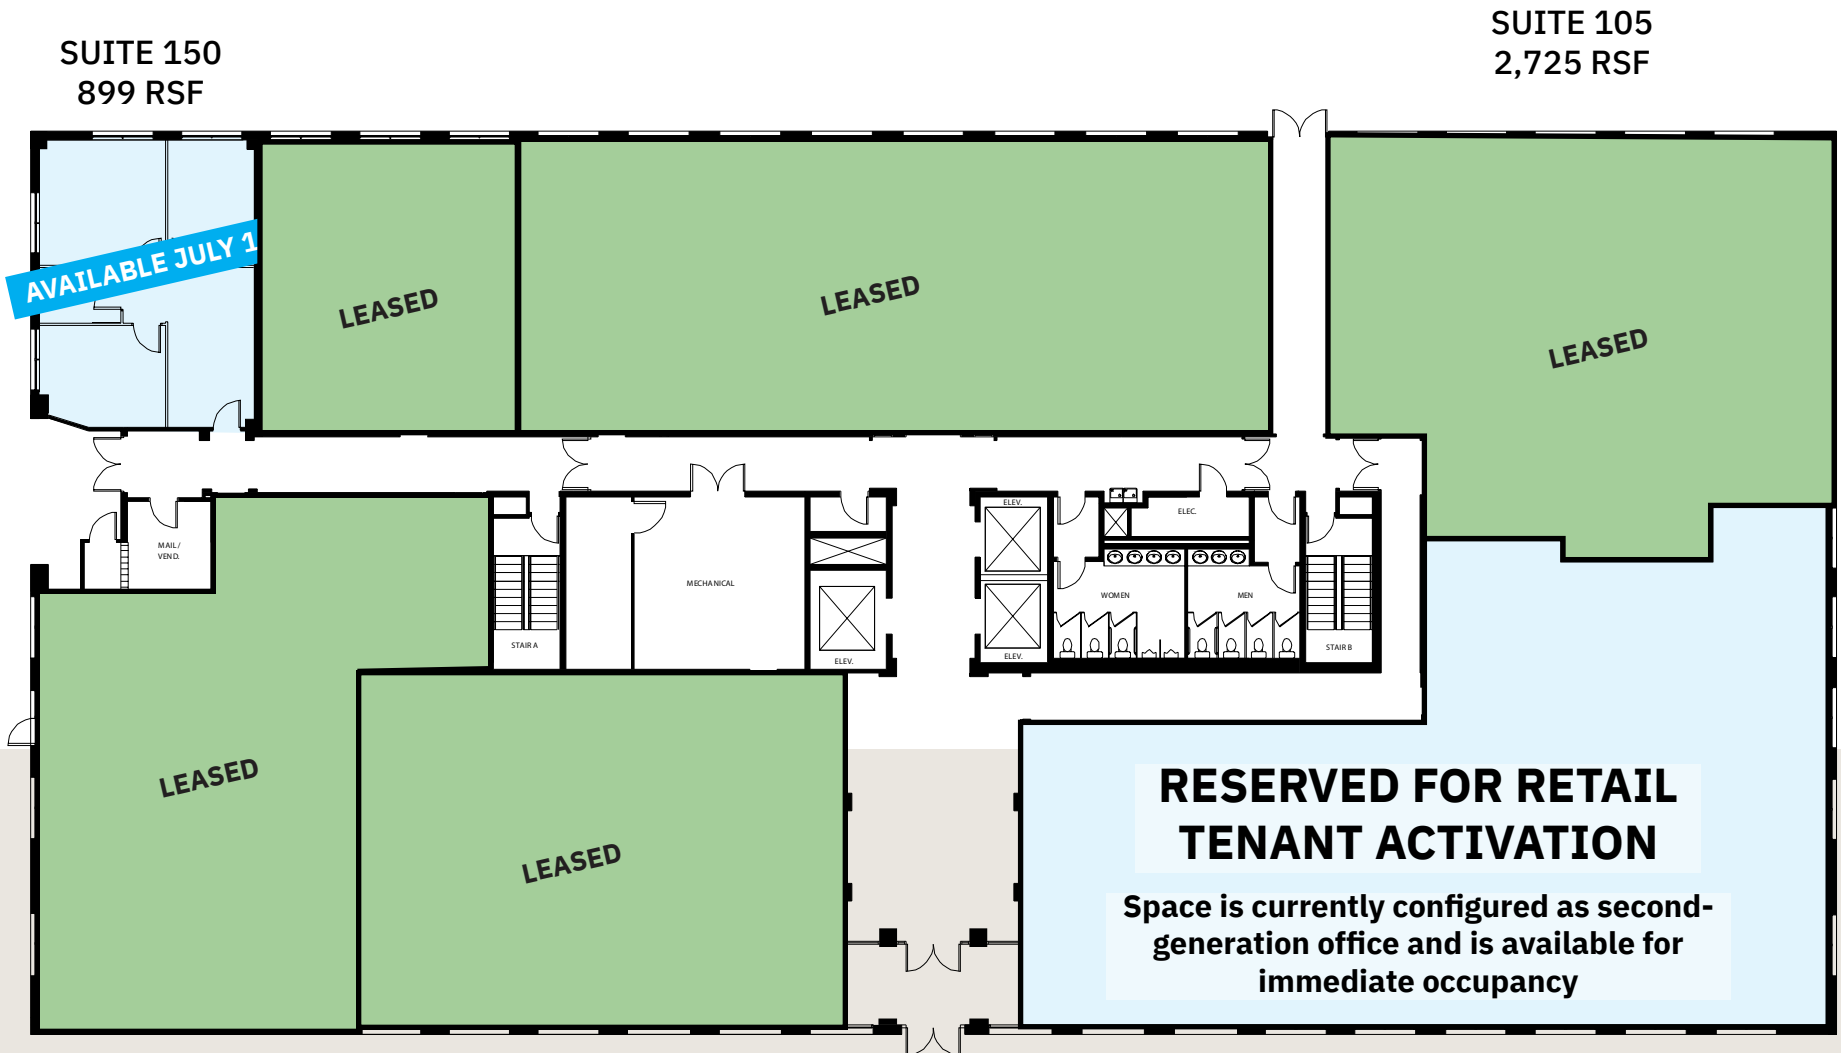 SUITE 150
899 RSF
SUITE 105
2,725 RSF
AVAILABLE JULY 1
LEASED
LEASED
LEASED
MAIL/
VEND.
STAIR A
MECHANICAL
ELEV.
ELEV.
ELEV.
ELEC.
WOMEN
MEN
STAIR B
LEASED
LEASED
RESERVED FOR RETAIL
TENANT ACTIVATION
Space is currently configured as second-
generation office and is available for
immediate occupancy